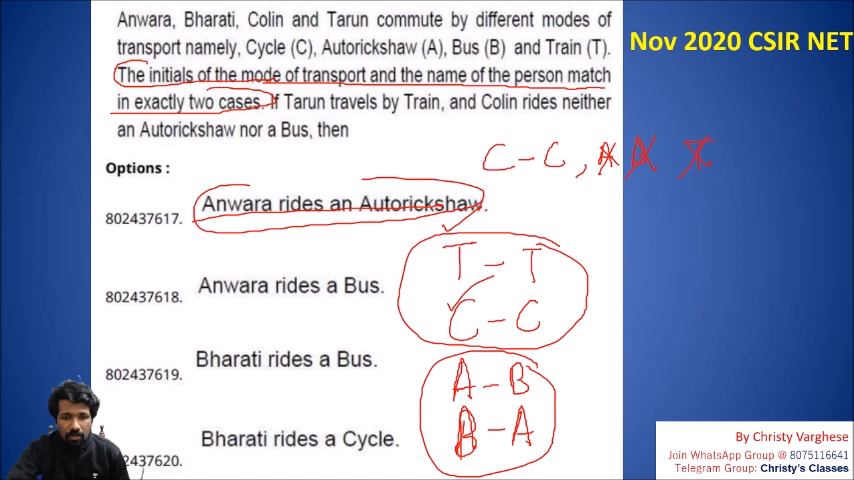 Anwara, Bharati, Colin and Tarun commute by different modes of
Nov 2020 CSIR NET
transport namely, Cycle (C), Autorickshaw (A), Bus (B) and Train (T).
The initials of the mode of transport and the name of the person match
in exactly two cases. If Tarun travels by Train, and Colin rides neither
an Autorickshaw nor a Bus, then
C - C,
Options :
802437617. Anwara rides an Autorickshaw.
T - T
802437618. Anwara rides a Bus.
C - C
802437619. Bharati rides a Bus.
A - B
B - A
2437620. Bharati rides a Cycle.
By Christy Varghese
Join WhatsApp Group @ 8075116641
Telegram Group: Christy's Classes